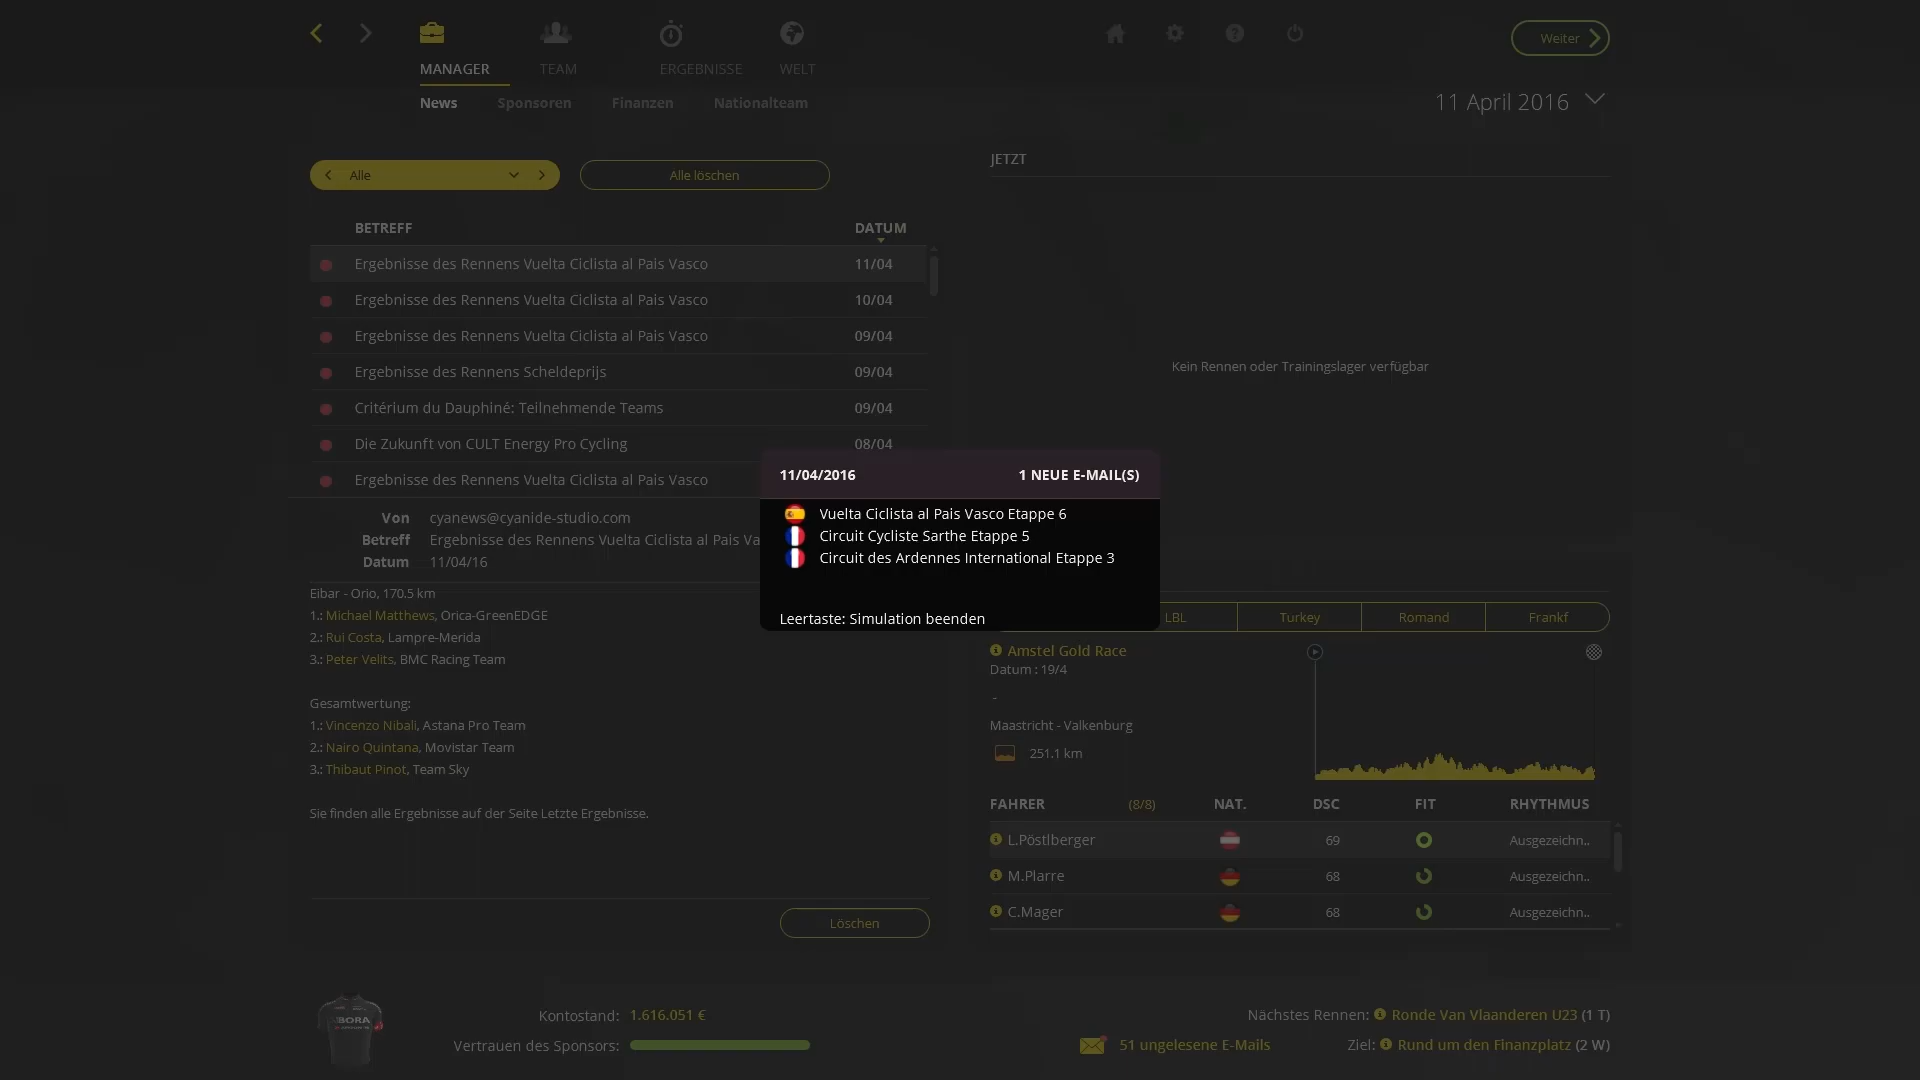 MANAGER
TEAM
ERGEBNISSE
WELT
Weiter
News
Sponsoren
Finanzen
Nationalteam
11 April 2016
Alle
Alle löschen
JETZT
BETREFF
DATUM
Ergebnisse des Rennens Vuelta Ciclista al Pais Vasco
11/04
Ergebnisse des Rennens Vuelta Ciclista al Pais Vasco
10/04
Ergebnisse des Rennens Vuelta Ciclista al Pais Vasco
09/04
Ergebnisse des Rennens Scheldeprijs
09/04
Critérium du Dauphiné: Teilnehmende Teams
09/04
Die Zukunft von CULT Energy Pro Cycling
08/04
Ergebnisse des Rennens Vuelta Ciclista al Pais Vasco
Kein Rennen oder Trainingslager verfügbar
11/04/2016
1 NEUE E-MAIL(S)
Vuelta Ciclista al Pais Vasco Etappe 6
Circuit Cycliste Sarthe Etappe 5
Circuit des Ardennes International Etappe 3
Leertaste: Simulation beenden
Von cyanews@cyanide-studio.com
Betreff Ergebnisse des Rennens Vuelta Ciclista al Pais Va
Datum 11/04/16
Eibar - Orio, 170.5 km
1.: Michael Matthews, Orica-GreenEDGE
2.: Rui Costa, Lampre-Merida
3.: Peter Velits, BMC Racing Team
Gesamtwertung:
1.: Vincenzo Nibali, Astana Pro Team
2.: Nairo Quintana, Movistar Team
3.: Thibaut Pinot, Team Sky
Sie finden alle Ergebnisse auf der Seite Letzte Ergebnisse.
Löschen
LBL
Turkey
Romand
Frankf
Amstel Gold Race
Datum : 19/4
-
Maastricht - Valkenburg
251.1 km
FAHRER (8/8) NAT. DSC FIT RHYTHMUS
L.Pöstlberger 69 Ausgezeichn..
M.Plarre 68 Ausgezeichn..
C.Mager 68 Ausgezeichn..
BORA
Kontostand: 1.616.051 €
Vertrauen des Sponsors:
51 ungelesene E-Mails
Nächstes Rennen: Ronde Van Vlaanderen U23 (1 T)
Ziel: Rund um den Finanzplatz (2 W)